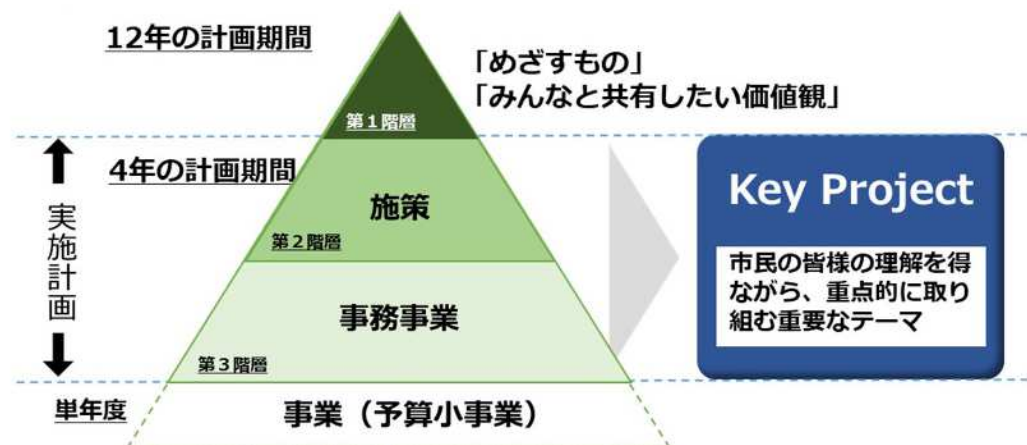 12年の計画期間
「めざすもの」
「みんなと共有したい価値観」
第1階層
4年の計画期間
実施計画
施策
第2階層
事務事業
第3階層
Key Project
市民の皆様の理解を得
ながら、重点的に取り
組む重要なテーマ
単年度
事業（予算小事業）